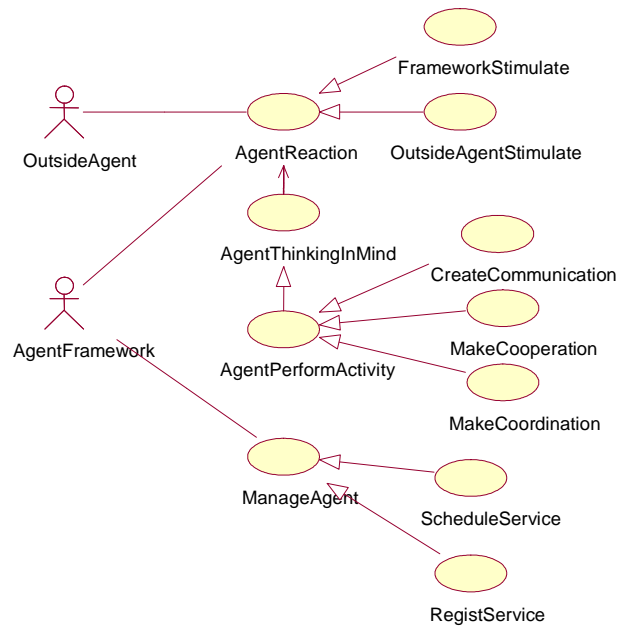 FrameworkStimulate
OutsideAgent
AgentReaction
OutsideAgentStimulate
AgentThinkingInMind
CreateCommunication
AgentFramework
AgentPerformActivity
MakeCooperation
MakeCoordination
ManageAgent
ScheduleService
RegistService